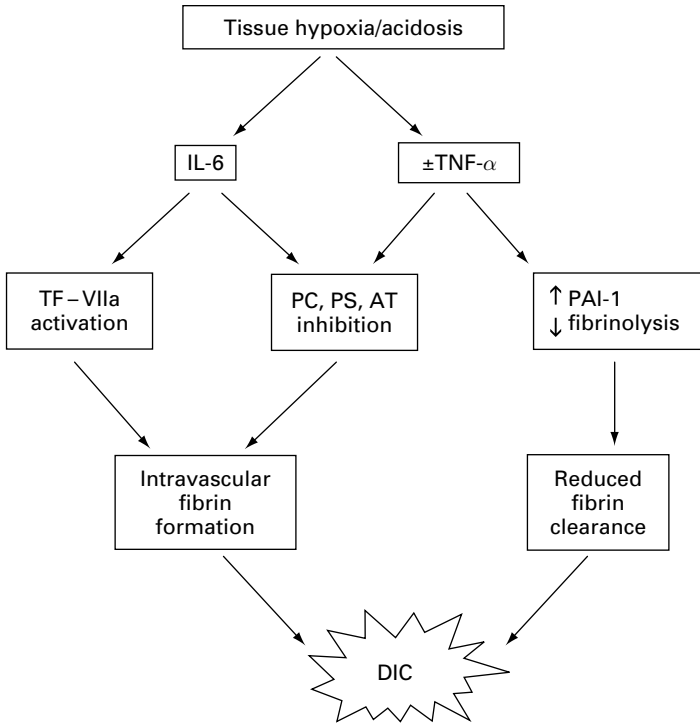 Tissue hypoxia/acidosis
IL-6
±TNF-α
TF–VIIa
activation
PC, PS, AT
inhibition
↑ PAI-1
↓ fibrinolysis
Intravascular
fibrin
formation
Reduced
fibrin
clearance
DIC